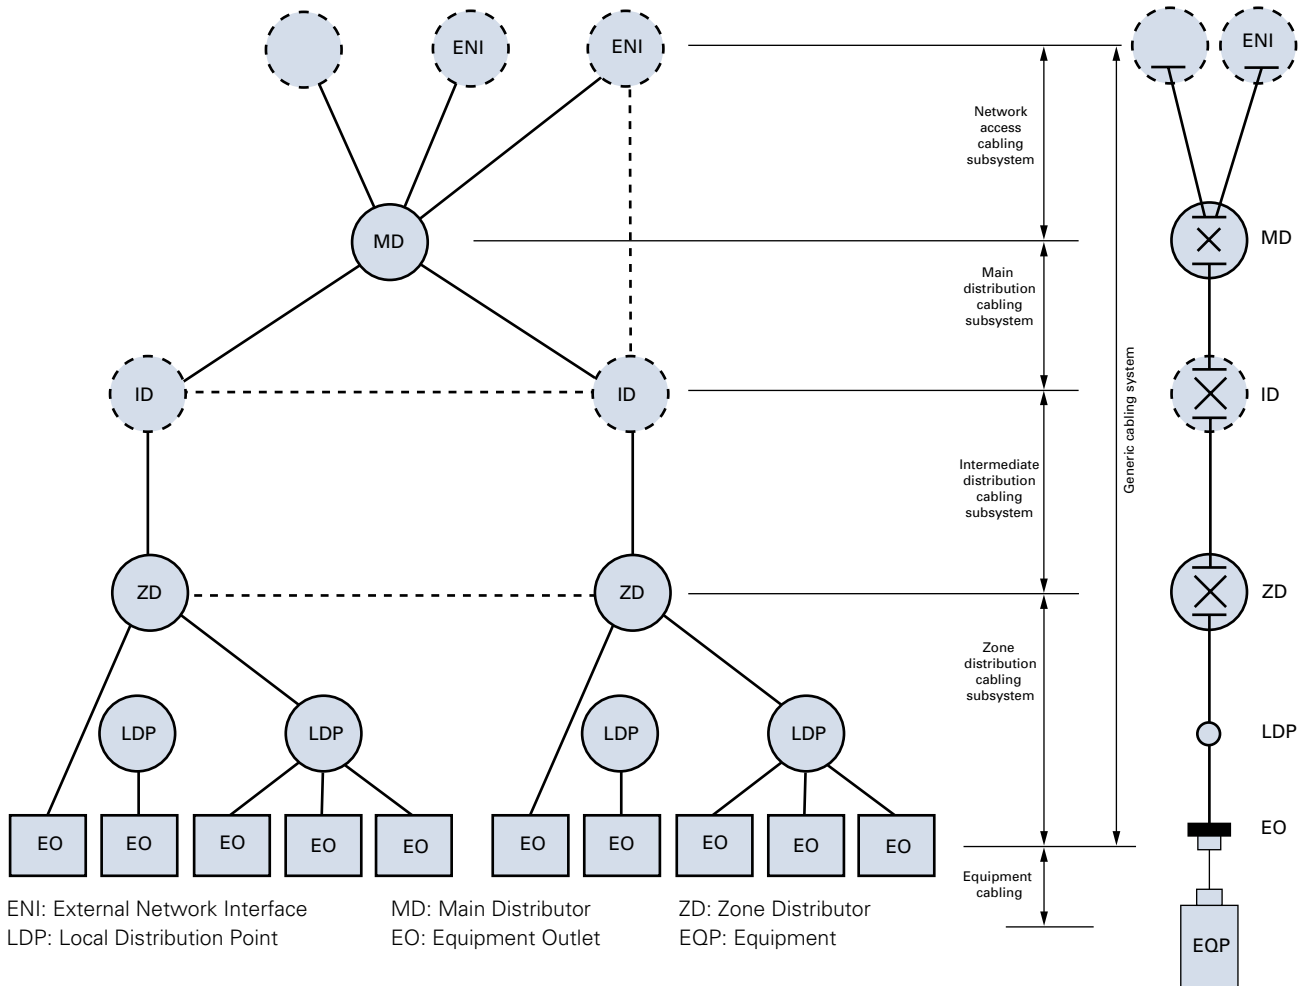 ENI
ENI
ENI
Network
access
cabling
subsystem
MD
MD
Main
distribution
cabling
subsystem
Generic cabling system
ID
ID
ID
Intermediate
distribution
cabling
subsystem
ZD
ZD
ZD
Zone
distribution
cabling
subsystem
LDP
LDP
LDP
LDP
LDP
EO
EO
EO
EO
EO
EO
EO
EO
EO
EO
EO
Equipment
cabling
EQP
ENI: External Network Interface
MD: Main Distributor
ZD: Zone Distributor
LDP: Local Distribution Point
EO: Equipment Outlet
EQP: Equipment